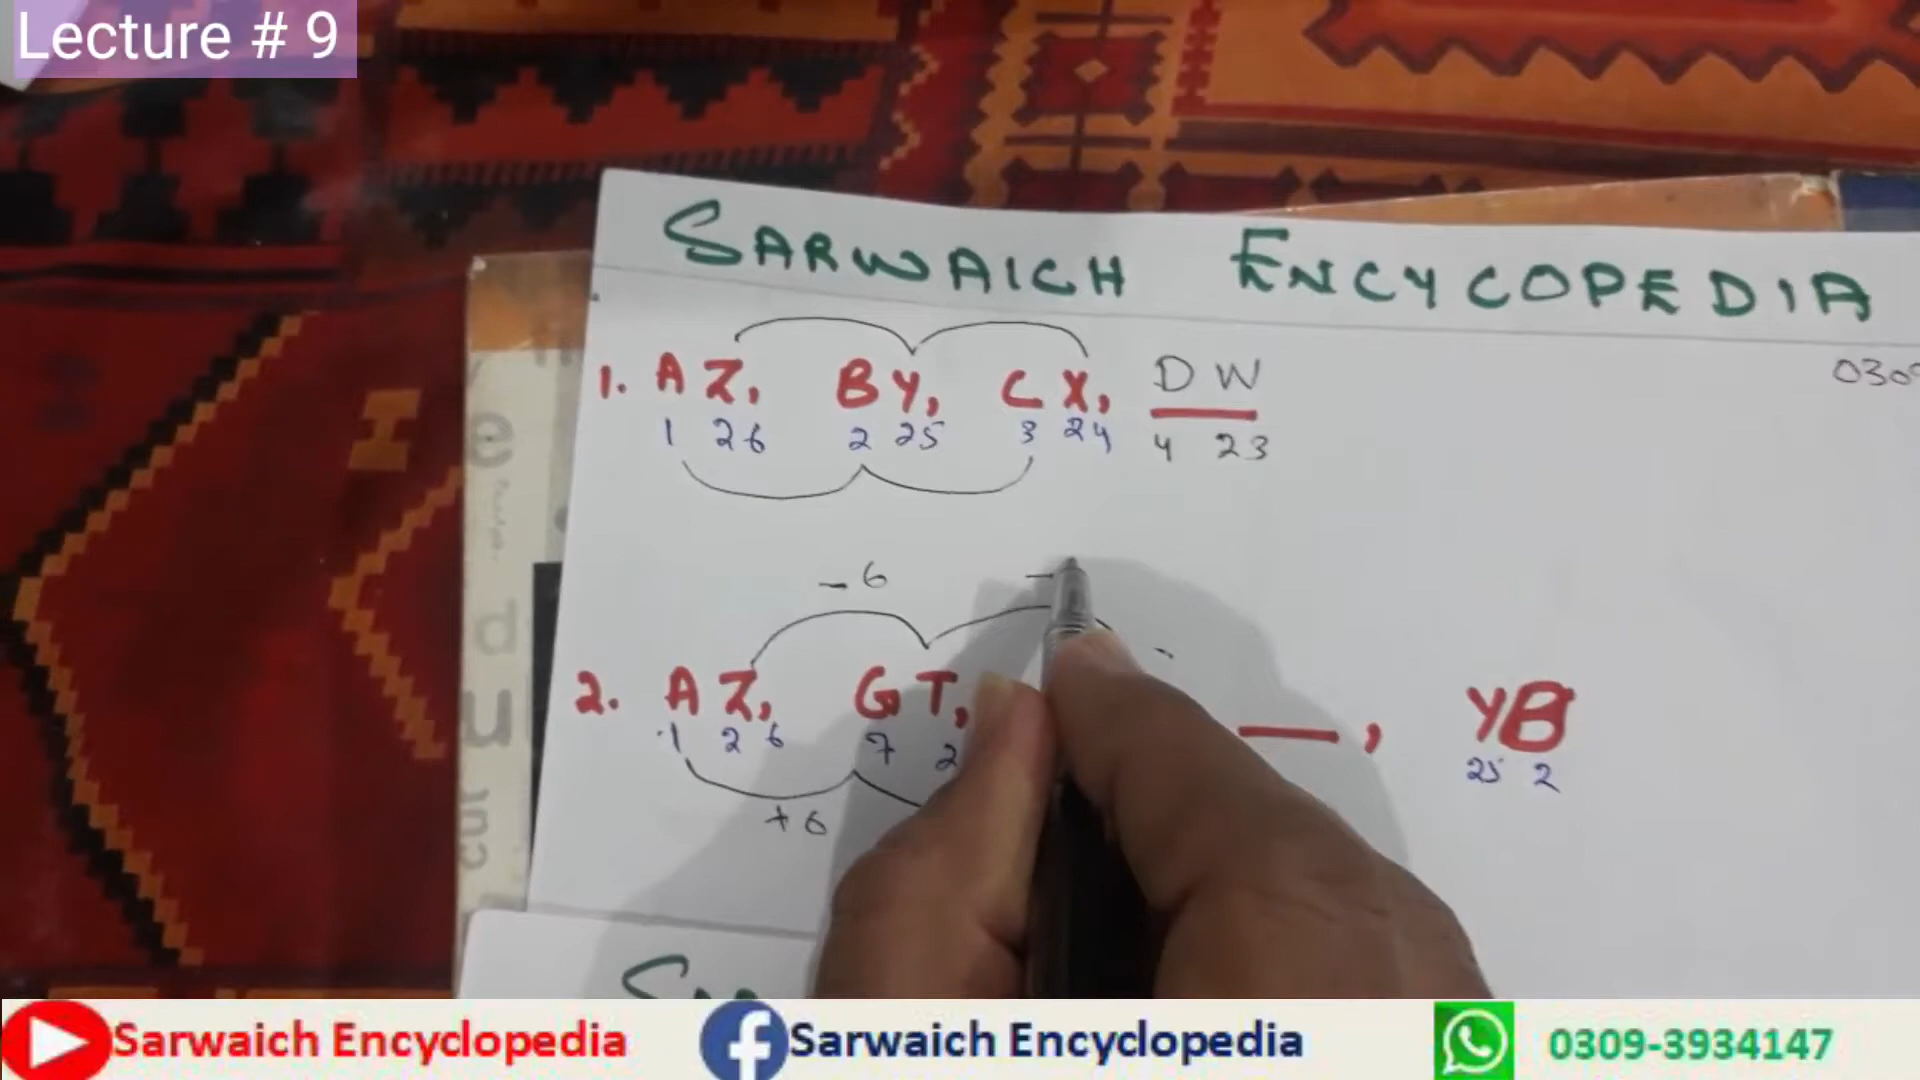 Lecture # 9
SARWAICH ENCYCOPEDIA
0309
1. AZ, BY, CX, DW
1 26 2 25 3 24 4 23
-6 -
2. AZ, GT, __, YB
1 26 7 2 25 2
+6
Sarwaich Encyclopedia Sarwaich Encyclopedia 0309-3934147